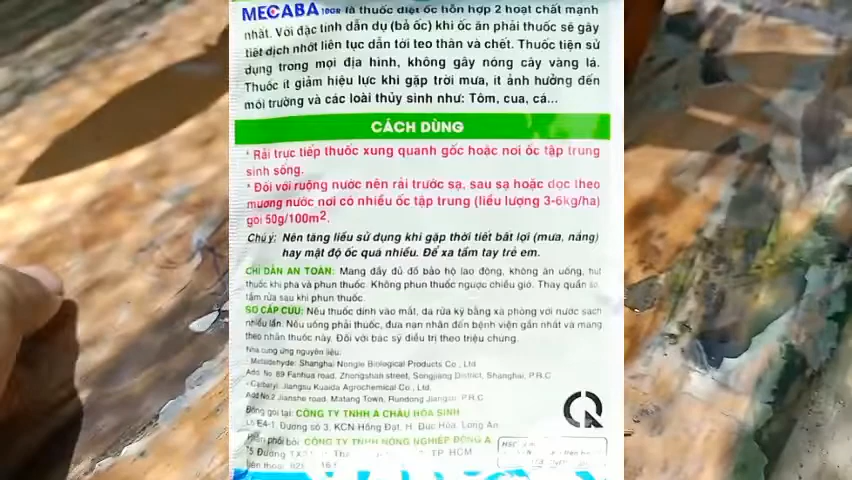 MECABA 10GR là thuốc diệt ốc hỗn hợp 2 hoạt chất mạnh
nhất. Với đặc tính dẫn dụ (bả ốc) khi ốc ăn phải thuốc sẽ gây
tiết dịch nhớt liên tục dẫn tới teo thân và chết. Thuốc tiện sử
dụng trong mọi địa hình, không gây nóng cây vàng lá.
Thuốc ít giảm hiệu lực khi gặp trời mưa, ít ảnh hưởng đến
môi trường và các loài thủy sinh như: Tôm, cua, cá...
CÁCH DÙNG
* Rải trực tiếp thuốc xung quanh gốc hoặc nơi ốc tập trung
sinh sống.
* Đối với ruộng nước nên rải trước sạ, sau sạ hoặc dọc theo
mương nước nơi có nhiều ốc tập trung (liều lượng 3-6kg/ha)
gói 50g/100m².
Chú ý: Nên tăng liều sử dụng khi gặp thời tiết bất lợi (mưa, nắng)
hay mật độ ốc quá nhiều. Để xa tầm tay trẻ em.
CHỈ DẪN AN TOÀN: Mang đầy đủ đồ bảo hộ lao động, không ăn uống, hút
thuốc khi pha và phun thuốc. Không phun thuốc ngược chiều gió. Thay quần áo,
tắm rửa sau khi phun thuốc.
SƠ CẤP CỨU: Nếu thuốc dính vào mắt, da rửa kỹ bằng xà phòng với nước sạch
nhiều lần. Nếu uống phải thuốc, đưa nạn nhân đến bệnh viện gần nhất và mang
theo nhãn thuốc này. Đối với bác sỹ điều trị theo triệu chứng.
Nhà cung ứng nguyên liệu:
- Metaldehyde: Shanghai Nongle Biological Products Co., Ltd
Add: No 89 Fanhua road, Zhongshan street, Songjiang District, Shanghai, P.R.C
- Carbaryl: Jiangsu Kuaida Agrochemical Co., Ltd.
Add: No.2 Jianshe road, Matang Town, Rundong Jiangsu, P.R.C
Đóng gói tại: CÔNG TY TNHH Á CHÂU HÓA SINH
Lô E4-1, Đường số 3, KCN Hồng Đạt, H. Đức Hòa, Long An
Phân phối bởi: CÔNG TY TNHH NÔNG NGHIỆP ĐÔNG Á
Đường
TP. HCM